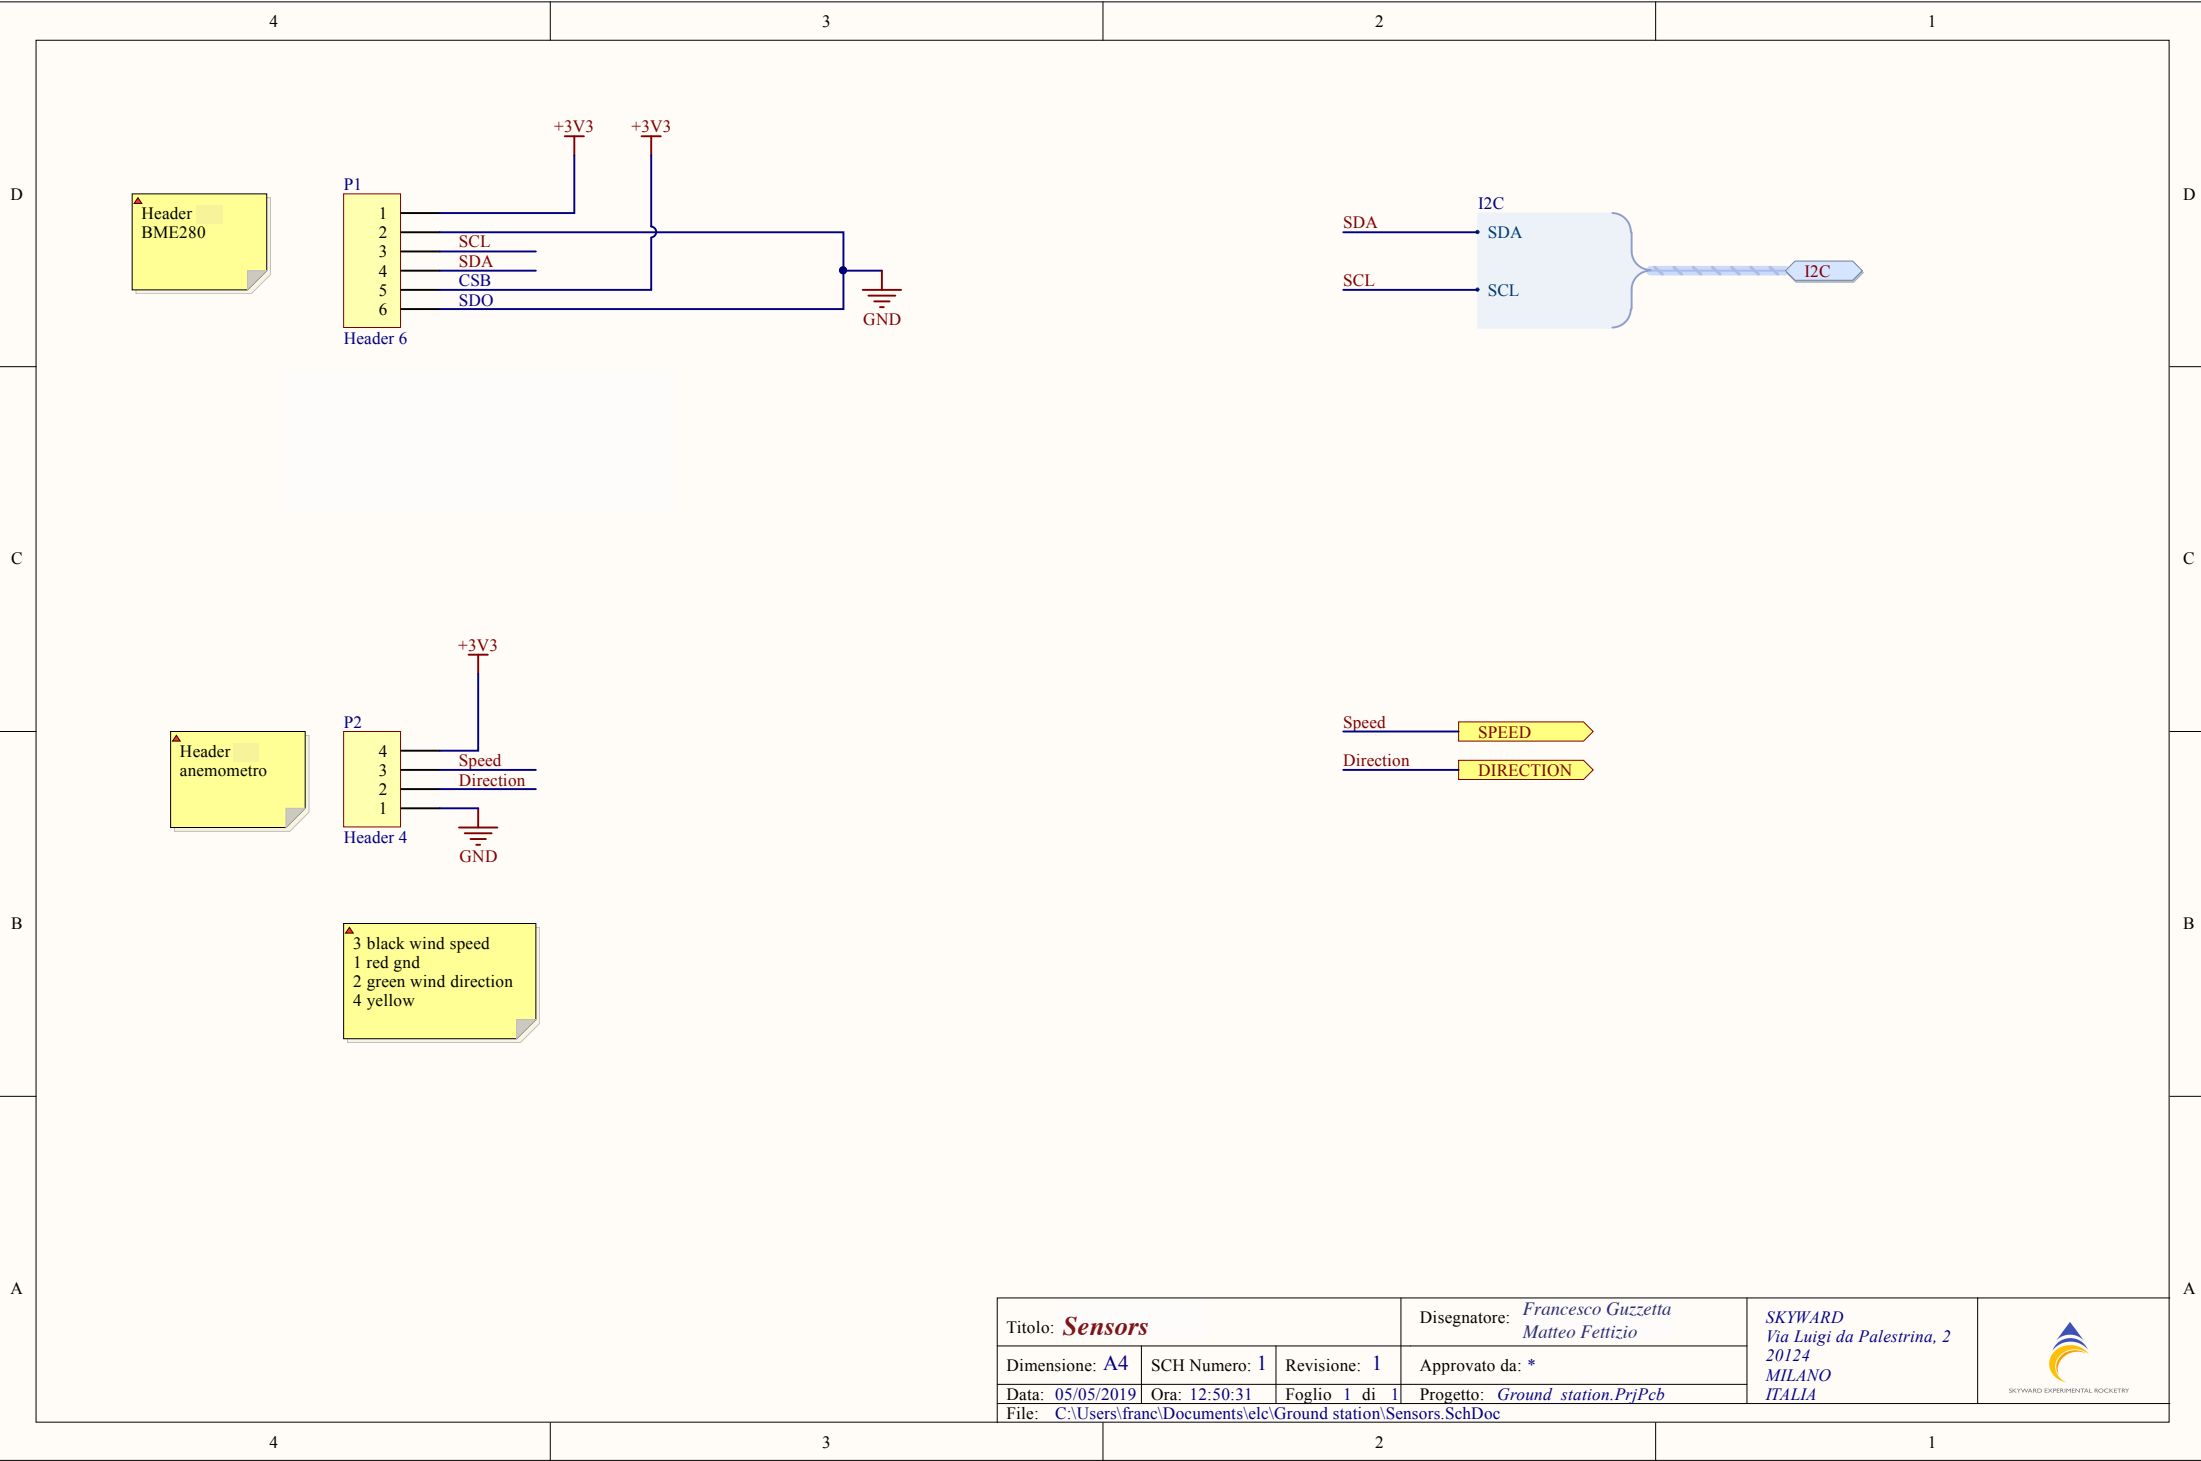 4 3 2 1
+3V3 +3V3
D D
P1
Header
BME280
1
2
SCL
3
SDA
4
CSB
5
SDO
6
Header 6
GND
I2C
SDA SDA
I2C
SCL SCL
C C
+3V3
P2
Header
anemometro
4
Speed
3
Direction
2
1
Header 4
GND
Speed SPEED
Direction DIRECTION
B B
3 black wind speed
1 red gnd
2 green wind direction
4 yellow
A A
Titolo: Sensors
Disegnatore: Francesco Guzzetta
Matteo Fettizio
Dimensione: A4 SCH Numero: 1 Revisione: 1 Approvato da: *
Data: 05/05/2019 Ora: 12:50:31 Foglio 1 di 1 Progetto: Ground station.PrjPcb
File: C:\Users\franc\Documents\elc\Ground station\Sensors.SchDoc
SKYWARD
Via Luigi da Palestrina, 2
20124
MILANO
ITALIA
SKYWARD EXPERIMENTAL ROCKETRY
4 3 2 1